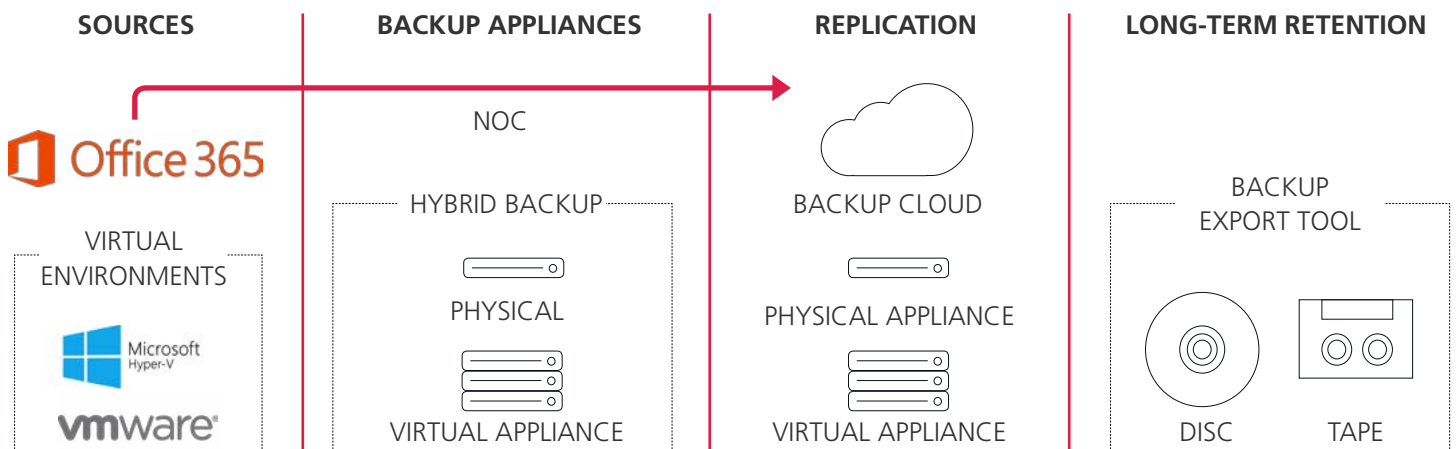 SOURCES
Office 365
VIRTUAL
ENVIRONMENTS
Microsoft
Hyper-V
vmware®
BACKUP APPLIANCES
NOC
HYBRID BACKUP
PHYSICAL
VIRTUAL APPLIANCE
REPLICATION
BACKUP CLOUD
PHYSICAL APPLIANCE
VIRTUAL APPLIANCE
LONG-TERM RETENTION
BACKUP
EXPORT TOOL
DISC
TAPE